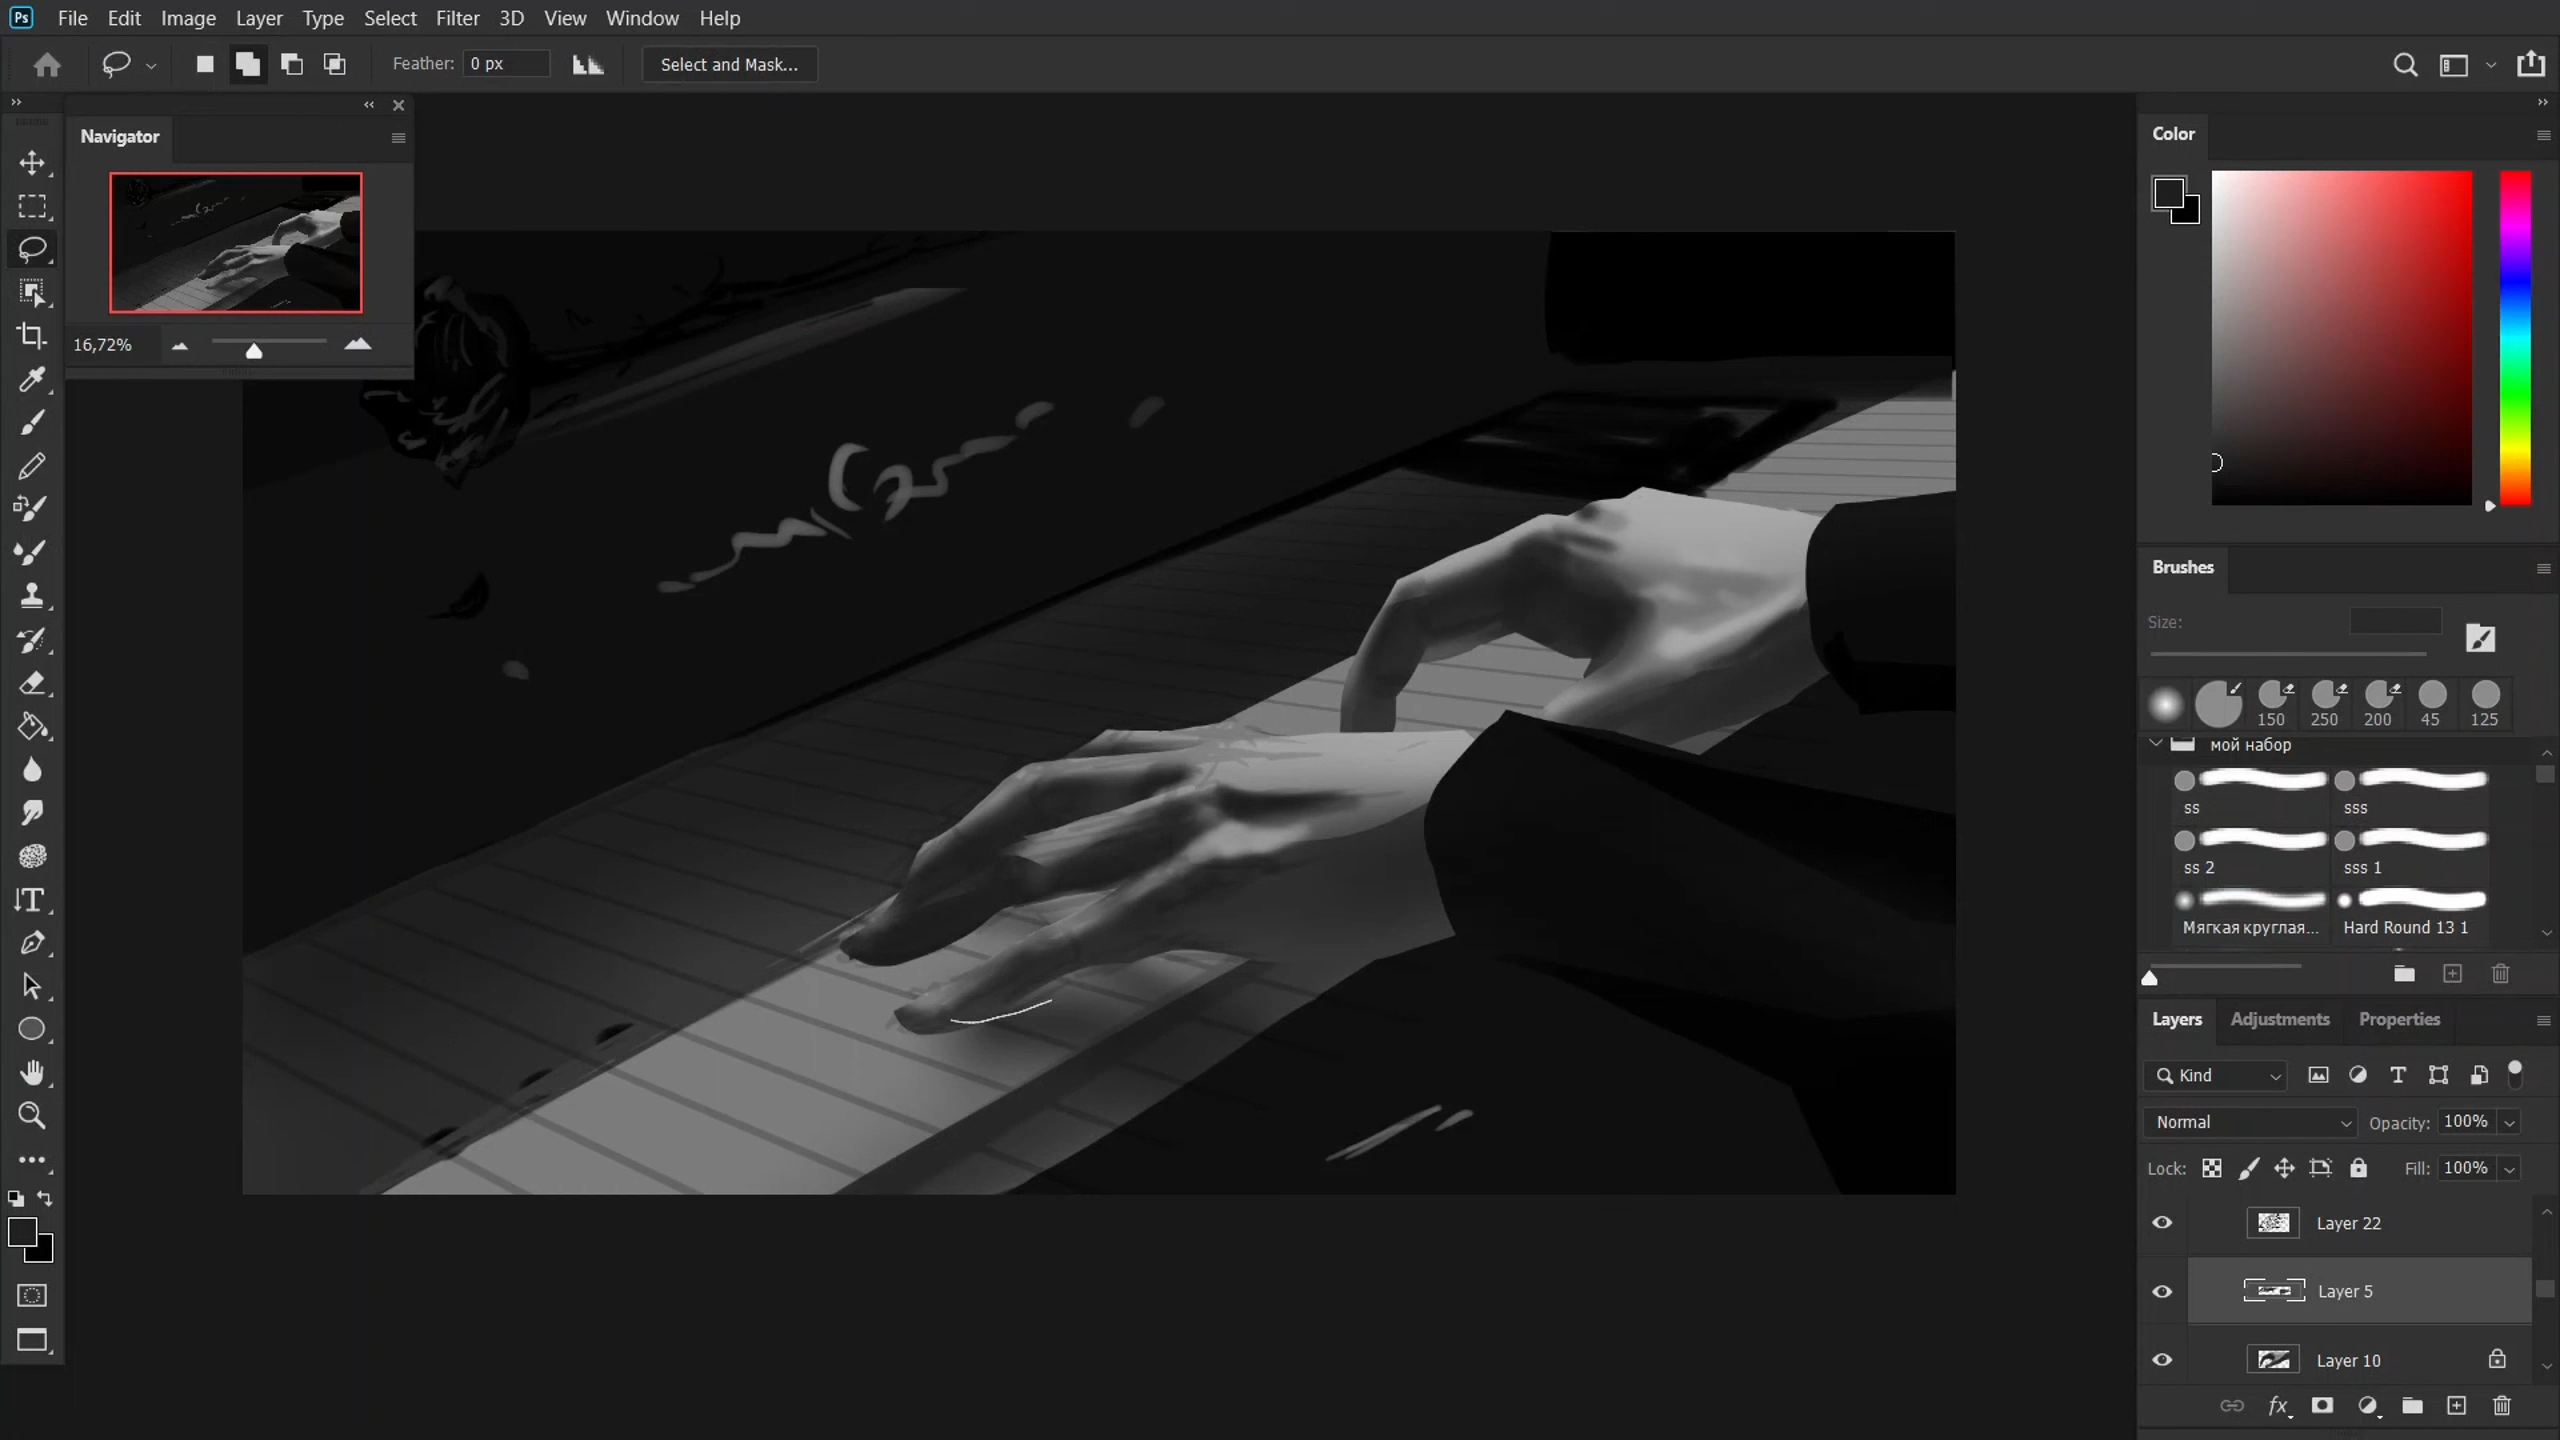 Ps File Edit Image Layer Type Select Filter 3D View Window Help
Feather: 0 px Select and Mask...
Navigator
16,72%
Color
Brushes
Size:
150 250 200 45 125
мой набор
ss sss
ss 2 sss 1
Мягкая круглая... Hard Round 13 1
Layers Adjustments Properties
Kind
Normal Opacity: 100%
Lock: Fill: 100%
Layer 22
Layer 5
Layer 10
fx